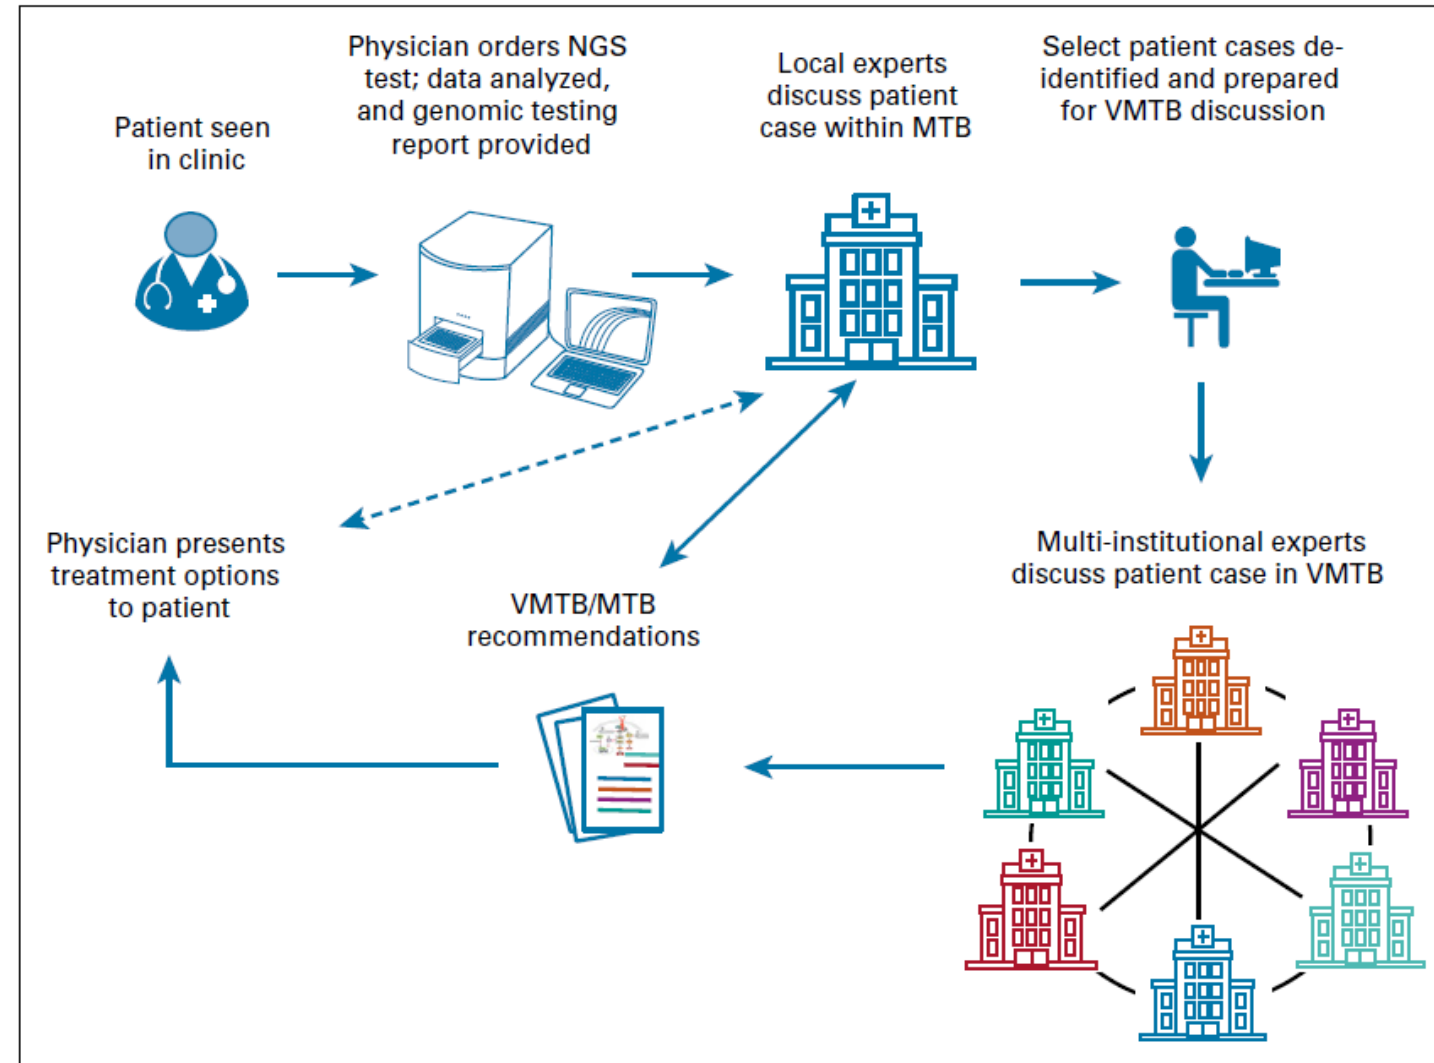 Patient seen
in clinic
Physician orders NGS
test; data analyzed,
and genomic testing
report provided
Local experts
discuss patient
case within MTB
Select patient cases de-
identified and prepared
for VMTB discussion
Multi-institutional experts
discuss patient case in VMTB
VMTB/MTB
recommendations
Physician presents
treatment options
to patient